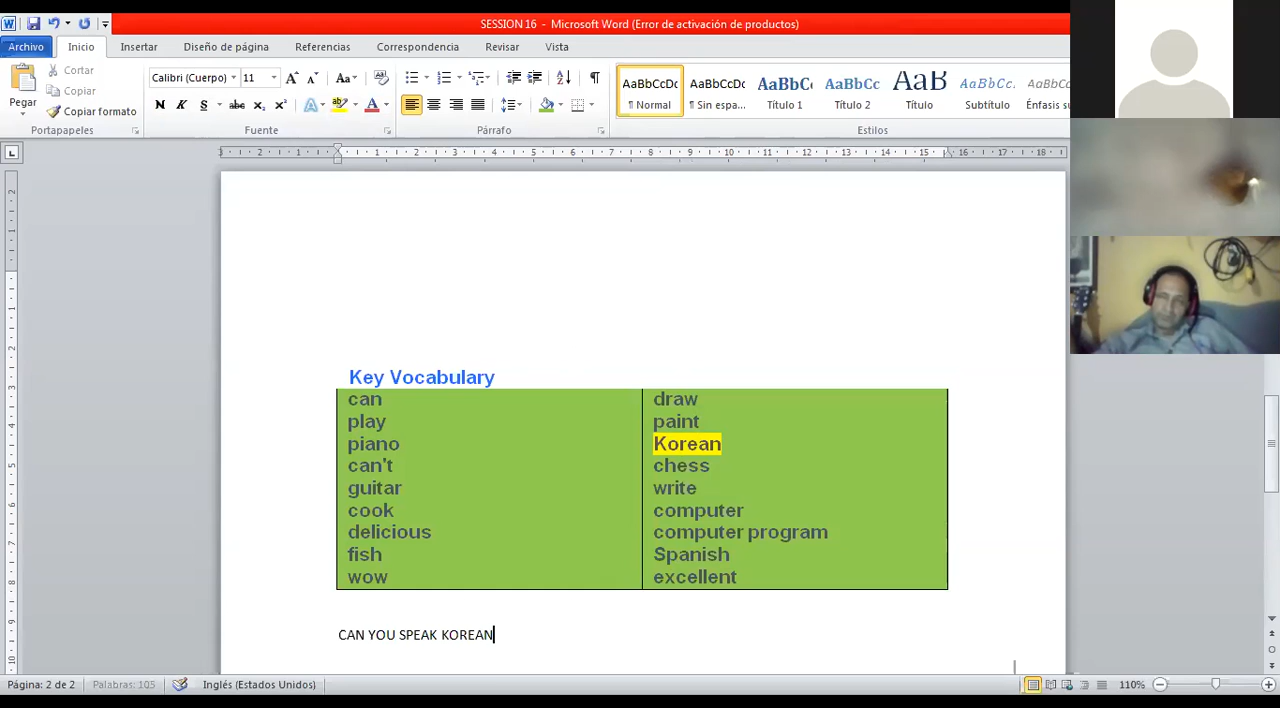 SESSION 16 - Microsoft Word (Error de activación de productos)
Archivo Inicio Insertar Diseño de página Referencias Correspondencia Revisar Vista
Pegar
Cortar
Copiar
Copiar formato
Portapapeles
Calibri (Cuerpo) 11
Fuente
Párrafo
AaBbCcDc AaBbCcDc AaBbC AaBbCc AaB AaBbCc. AaBbCc
¶ Normal ¶ Sin espa... Título 1 Título 2 Título Subtítulo Énfasis su
Estilos
Key Vocabulary
can
play
piano
can't
guitar
cook
delicious
fish
wow
draw
paint
Korean
chess
write
computer
computer program
Spanish
excellent
CAN YOU SPEAK KOREAN
Página: 2 de 2 Palabras: 105 Inglés (Estados Unidos) 110%